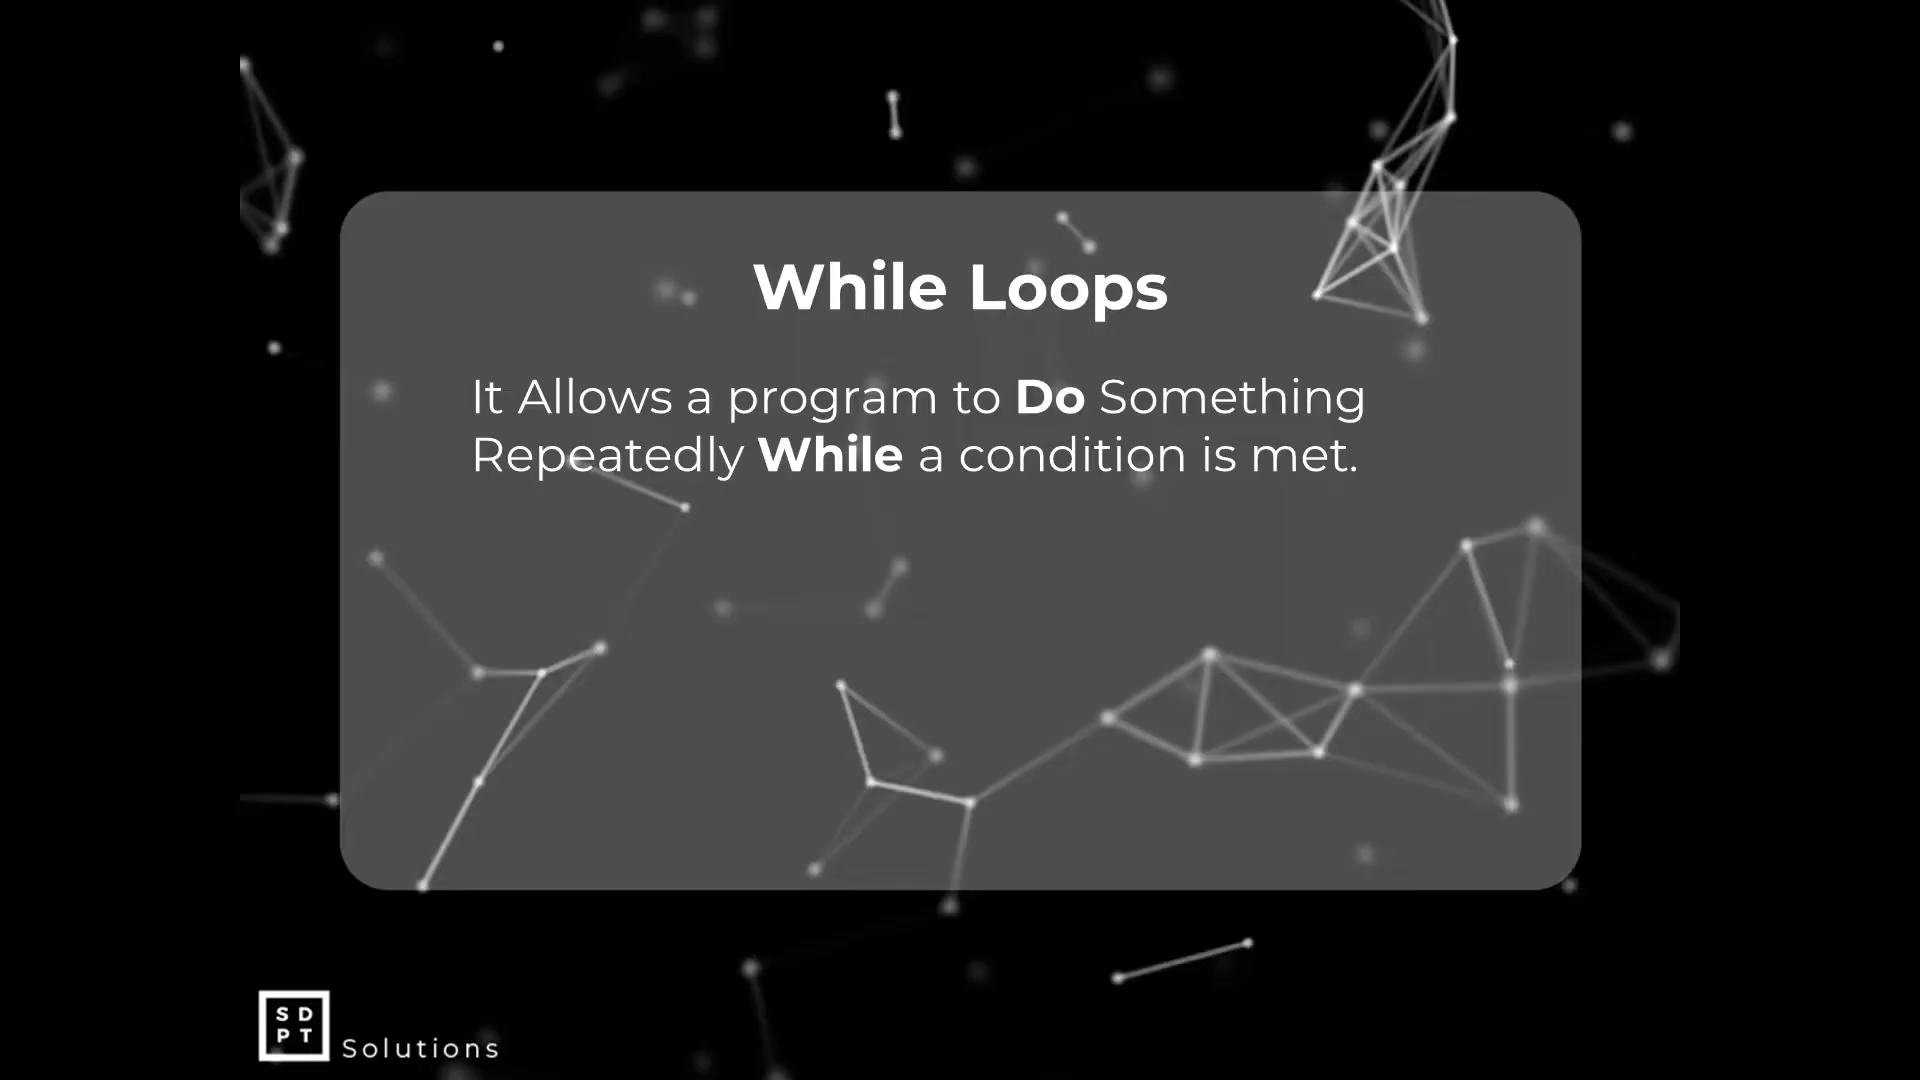 While Loops
It Allows a program to Do Something
Repeatedly While a condition is met.
S D
P T
Solutions